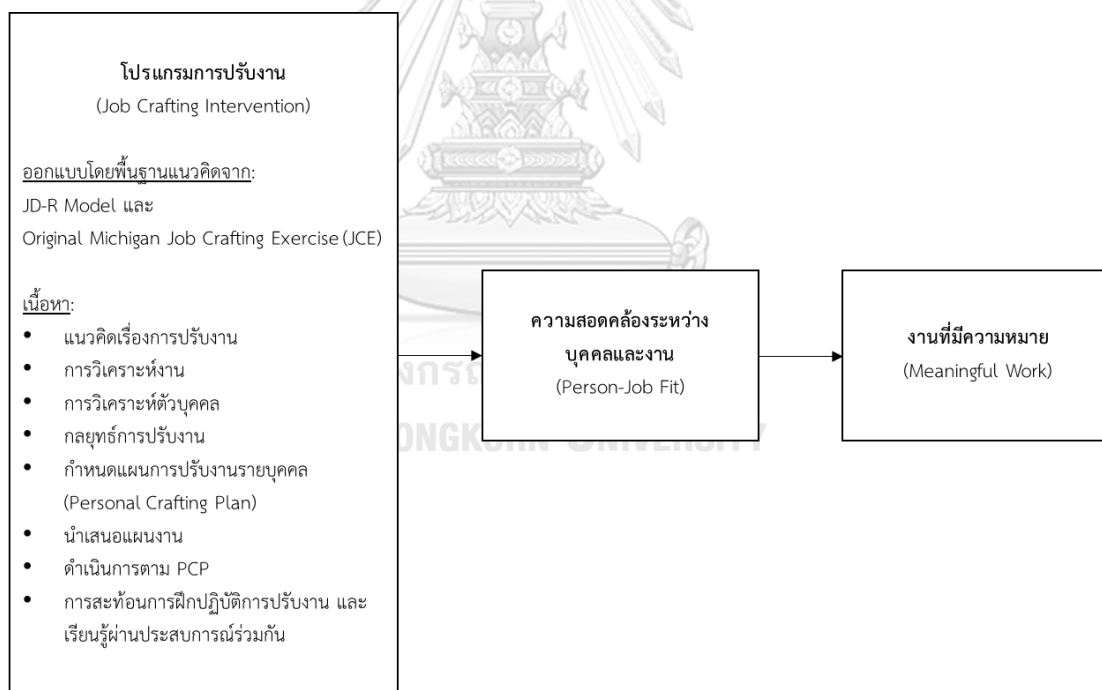 โปรแกรมการปรับงาน
(Job Crafting Intervention)
ออกแบบโดยพื้นฐานแนวคิดจาก:
JD-R Model และ
Original Michigan Job Crafting Exercise (JCE)
เนื้อหา:
• แนวคิดเรื่องการปรับงาน
• การวิเคราะห์งาน
• การวิเคราะห์ตัวบุคคล
• กลยุทธ์การปรับงาน
• กำหนดแผนการปรับงานรายบุคคล
(Personal Crafting Plan)
• นำเสนอแผนงาน
• ดำเนินการตาม PCP
• การสะท้อนการฝึกปฏิบัติการปรับงาน และ
เรียนรู้ผ่านประสบการณ์ร่วมกัน
ความสอดคล้องระหว่าง
บุคคลและงาน
(Person-Job Fit)
งานที่มีความหมาย
(Meaningful Work)